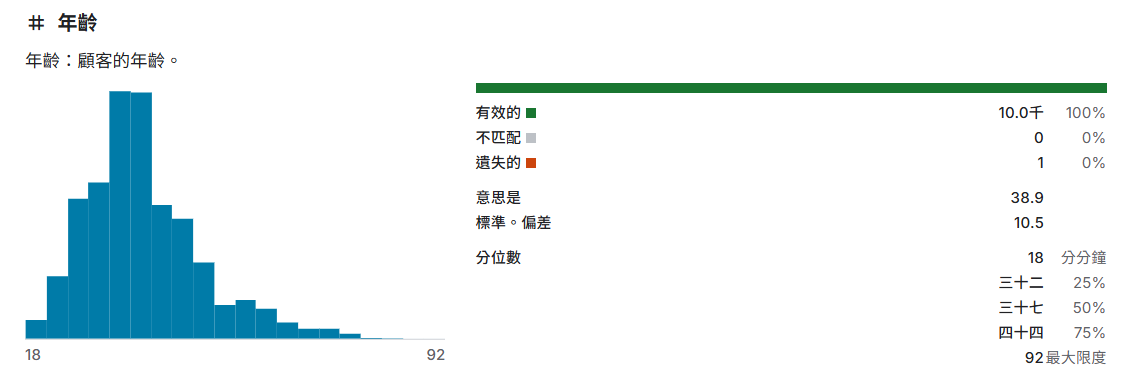 # 年齡
年齡：顧客的年齡。
18 92
有效的 10.0千 100%
不匹配 0 0%
遺失的 1 0%
意思是 38.9
標準。偏差 10.5
分位數 18 分分鐘
三十二 25%
三十七 50%
四十四 75%
92 最大限度